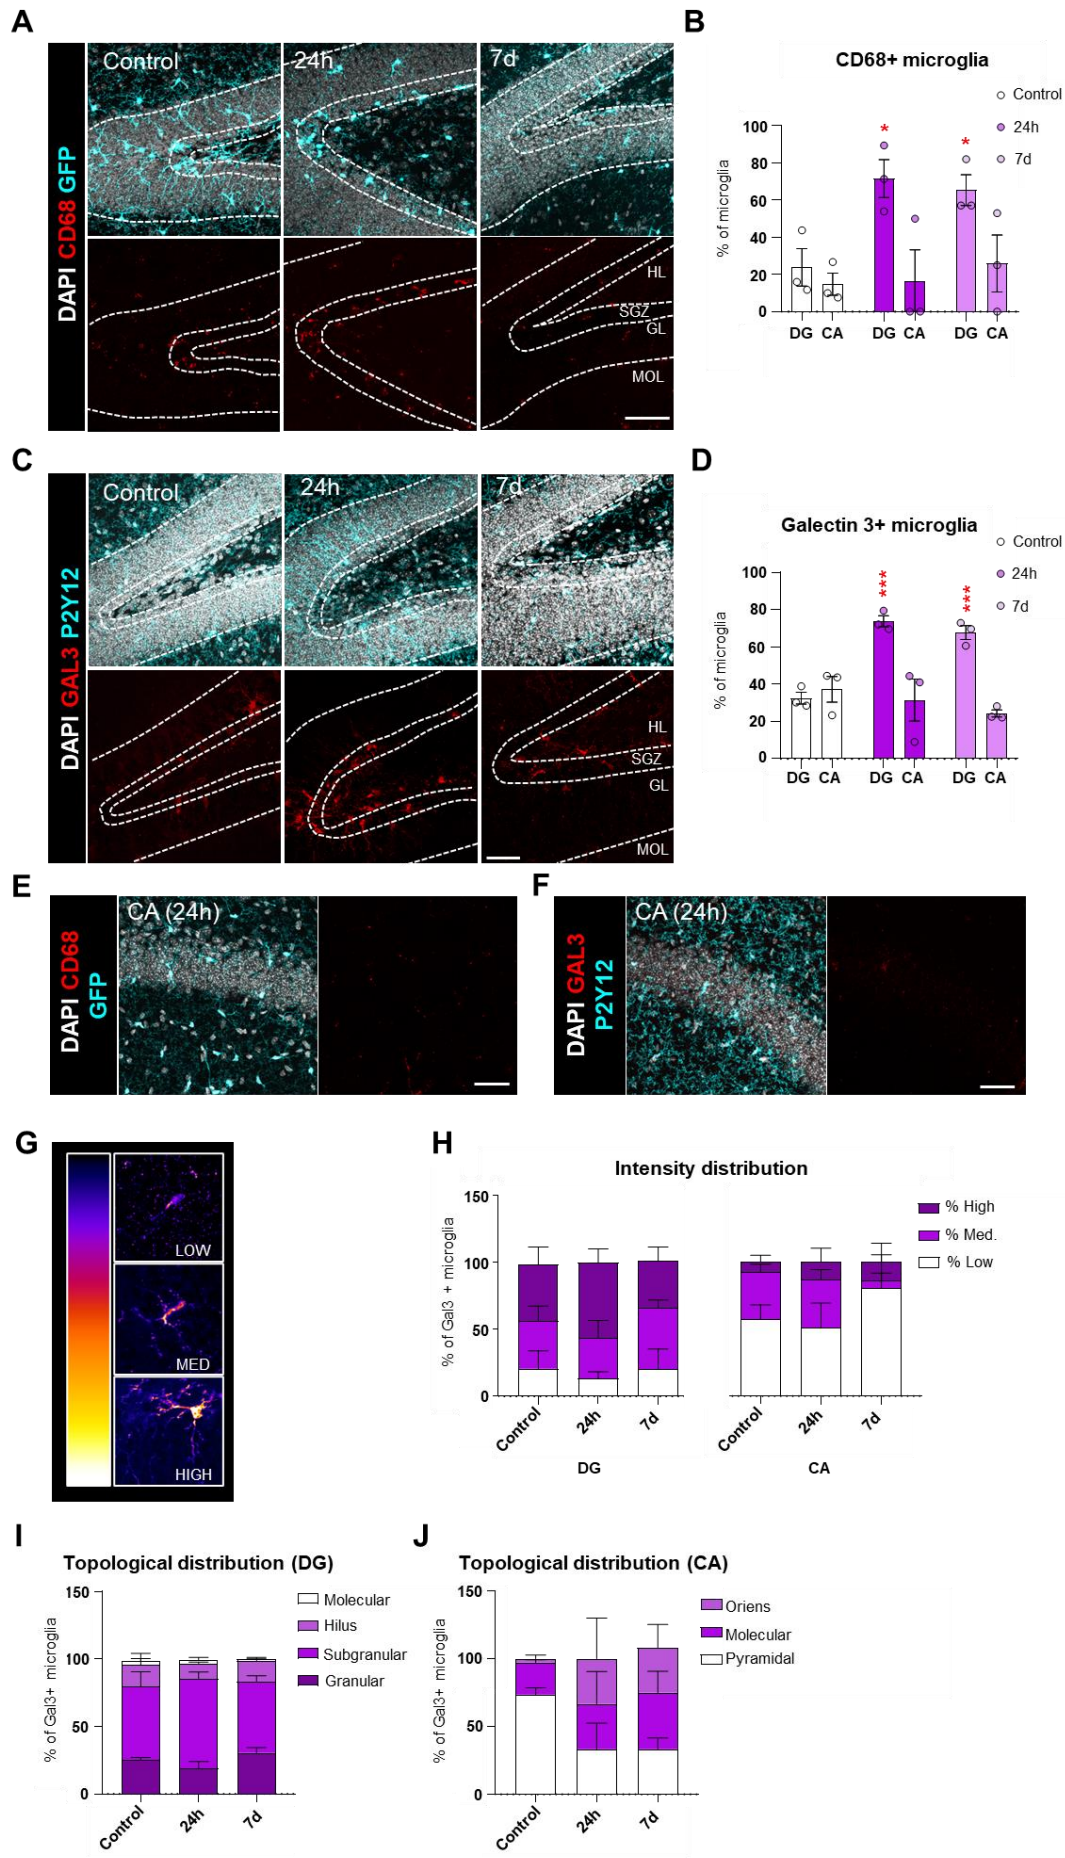 A
DAPI CD68 GFP
Control
24h
7d
HL
SGZ
GL
MOL
B
CD68+ microglia
Control
24h
7d
% of microglia
100
80
60
40
20
0
*
*
DG CA DG CA DG CA
C
DAPI GAL3 P2Y12
Control
24h
7d
HL
SGZ
GL
MOL
D
Galectin 3+ microglia
Control
24h
7d
% of microglia
100
80
60
40
20
0
***
***
DG CA DG CA DG CA
E
DAPI CD68
GFP
CA (24h)
F
DAPI GAL3
P2Y12
CA (24h)
G
LOW
MED
HIGH
H
Intensity distribution
% of Gal3 + microglia
150
100
50
0
Control
24h
7d
DG
Control
24h
7d
CA
% High
% Med.
% Low
I
Topological distribution (DG)
% of Gal3+ microglia
150
100
50
0
Control
24h
7d
Molecular
Hilus
Subgranular
Granular
J
Topological distribution (CA)
% of Gal3+ microglia
150
100
50
0
Control
24h
7d
Oriens
Molecular
Pyramidal